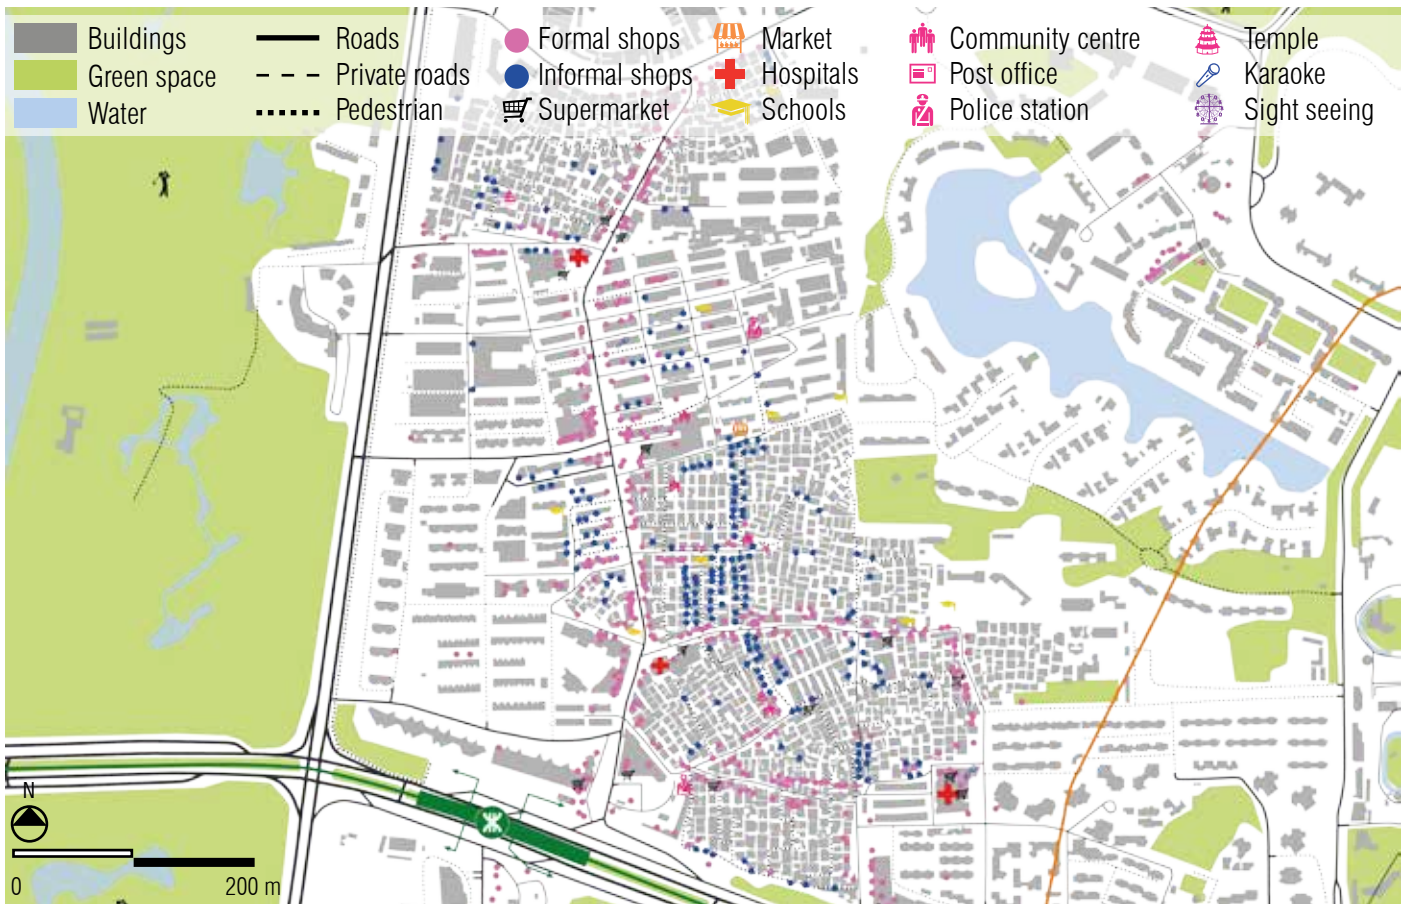 Buildings
Roads
Formal shops
Market
Community centre
Temple
Green space
Private roads
Informal shops
Hospitals
Post office
Karaoke
Water
Pedestrian
Supermarket
Schools
Police station
Sight seeing
N
0 200 m